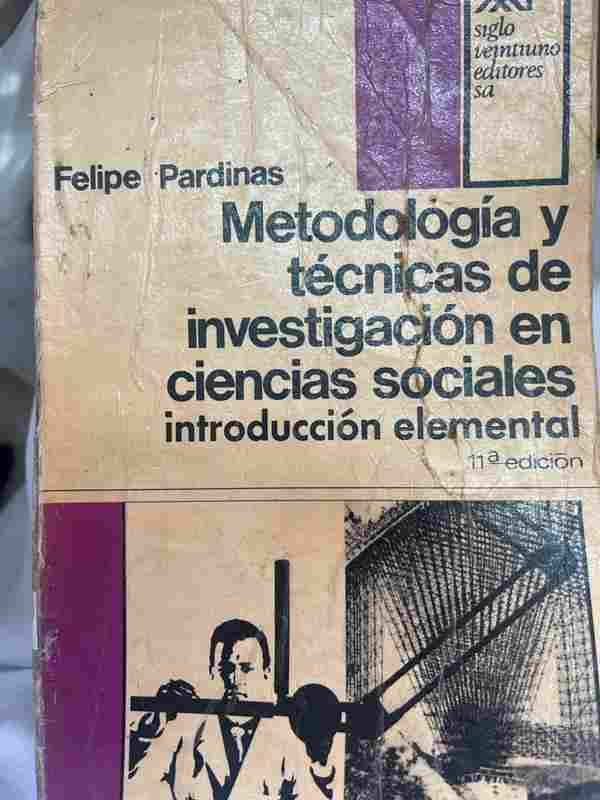 siglo
veintiuno
editores
sa
Felipe Pardinas
Metodología y
técnicas de
investigación en
ciencias sociales
introducción elemental
11ª edición